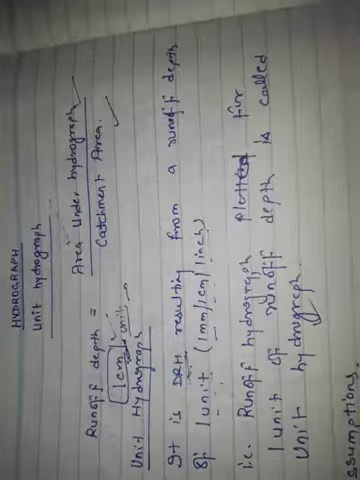 HYDROGRAPH
Unit hydrograph
Runoff depth = Area Under hydrograph
Catchment Area.
1cm unit
Unit Hydrograph
It is DRH resulting from a runoff depth
of 1 unit (1mm/cm/1inch)
i.e. Runoff hydrograph plotted for
1 unit of runoff depth is called
Unit hydrograph.
ssumptions.